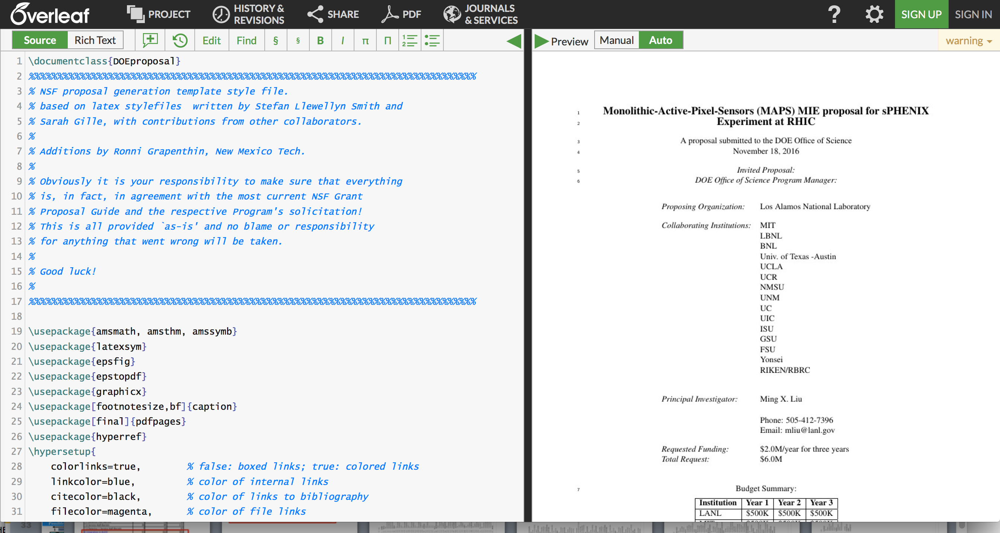 Overleaf
PROJECT
HISTORY &
REVISIONS
SHARE
PDF
JOURNALS
& SERVICES
?
SIGN UP
SIGN IN
Source
Rich Text
Edit
Find
§
§
B
I
π
Π
Preview
Manual
Auto
warning
1 \documentclass{DOEproposal}
2 %%%%%%%%%%%%%%%%%%%%%%%%%%%%%%%%%%%%%%%%%%%%%%%%%%%%%%%%%%%%%%%%%%%%%%%%%%%%%%%%%
3 % NSF proposal generation template style file.
4 % based on latex stylefiles  written by Stefan Llewellyn Smith and
5 % Sarah Gille, with contributions from other collaborators.
6 %
7 % Additions by Ronni Grapenthin, New Mexico Tech.
8 %
9 % Obviously it is your responsibility to make sure that everything
10 % is, in fact, in agreement with the most current NSF Grant
11 % Proposal Guide and the respective Program's solicitation!
12 % This is all provided `as-is' and no blame or responsibility
13 % for anything that went wrong will be taken.
14 %
15 % Good luck!
16 %
17 %%%%%%%%%%%%%%%%%%%%%%%%%%%%%%%%%%%%%%%%%%%%%%%%%%%%%%%%%%%%%%%%%%%%%%%%%%%%%%%%%
18
19 \usepackage{amsmath, amsthm, amssymb}
20 \usepackage{latexsym}
21 \usepackage{epsfig}
22 \usepackage{epstopdf}
23 \usepackage{graphicx}
24 \usepackage[footnotesize,bf]{caption}
25 \usepackage[final]{pdfpages}
26 \usepackage{hyperref}
27 \hypersetup{
28 colorlinks=true, % false: boxed links; true: colored links
29 linkcolor=blue, % color of internal links
30 citecolor=black, % color of links to bibliography
31 filecolor=magenta, % color of file links
1 Monolithic-Active-Pixel-Sensors (MAPS) MIE proposal for sPHENIX
2 Experiment at RHIC
3 A proposal submitted to the DOE Office of Science
4 November 18, 2016
5 Invited Proposal:
6 DOE Office of Science Program Manager:
Proposing Organization: Los Alamos National Laboratory
Collaborating Institutions: MIT
LBNL
BNL
Univ. of Texas -Austin
UCLA
UCR
NMSU
UNM
UC
UIC
ISU
GSU
FSU
Yonsei
RIKEN/RBRC
Principal Investigator: Ming X. Liu
Phone: 505-412-7396
Email: mliu@lanl.gov
Requested Funding: $2.0M/year for three years
Total Request: $6.0M
7 Budget Summary:
Institution Year 1 Year 2 Year 3
LANL $500K $500K $500K
33
Possible